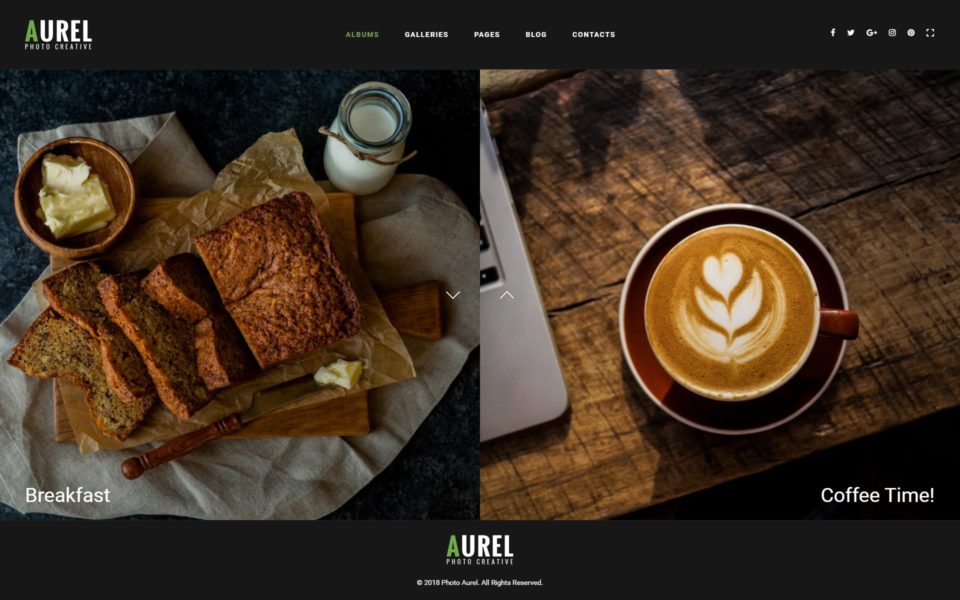 AUREL
PHOTO CREATIVE
ALBUMS GALLERIES PAGES BLOG CONTACTS
Breakfast
Coffee Time!
AUREL
PHOTO CREATIVE
© 2018 Photo Aurel. All Rights Reserved.